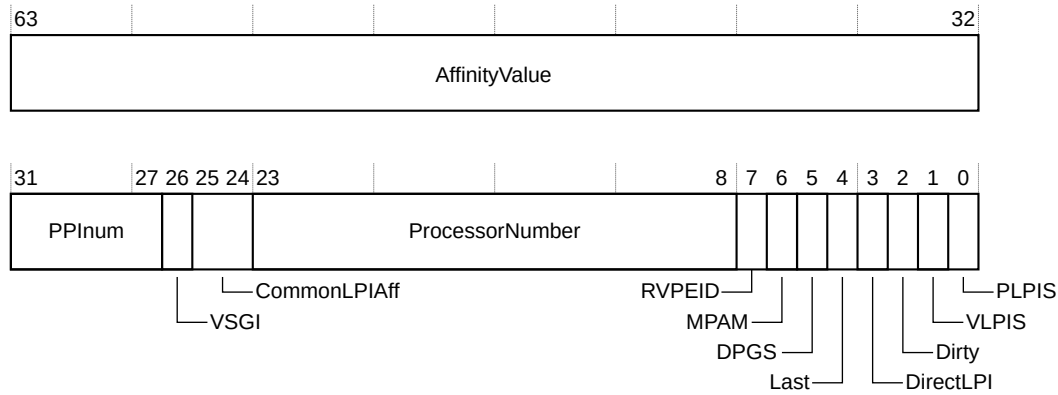 63 32
AffinityValue
31 27 26 25 24 23 8 7 6 5 4 3 2 1 0
PPInum ProcessorNumber
CommonLPIAff RVPEID PLPIS
VSGI MPAM VLPIS
DPGS Dirty
Last DirectLPI